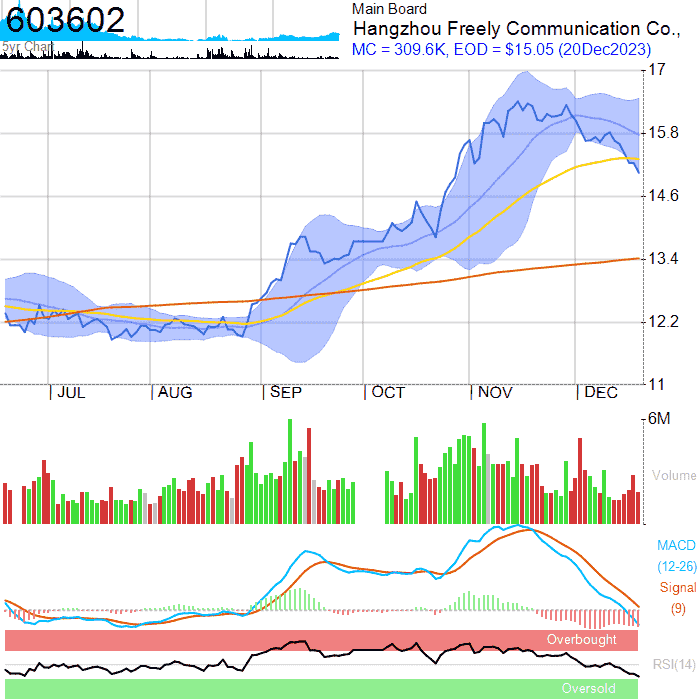 603602
5yr Chart
Main Board
Hangzhou Freely Communication Co.,
MC = 309.6K, EOD = $15.05 (20Dec2023)
17
15.8
14.6
13.4
12.2
11
JUL AUG SEP OCT NOV DEC
6M
Volume
MACD
(12-26)
Signal
(9)
Overbought
RSI(14)
Oversold